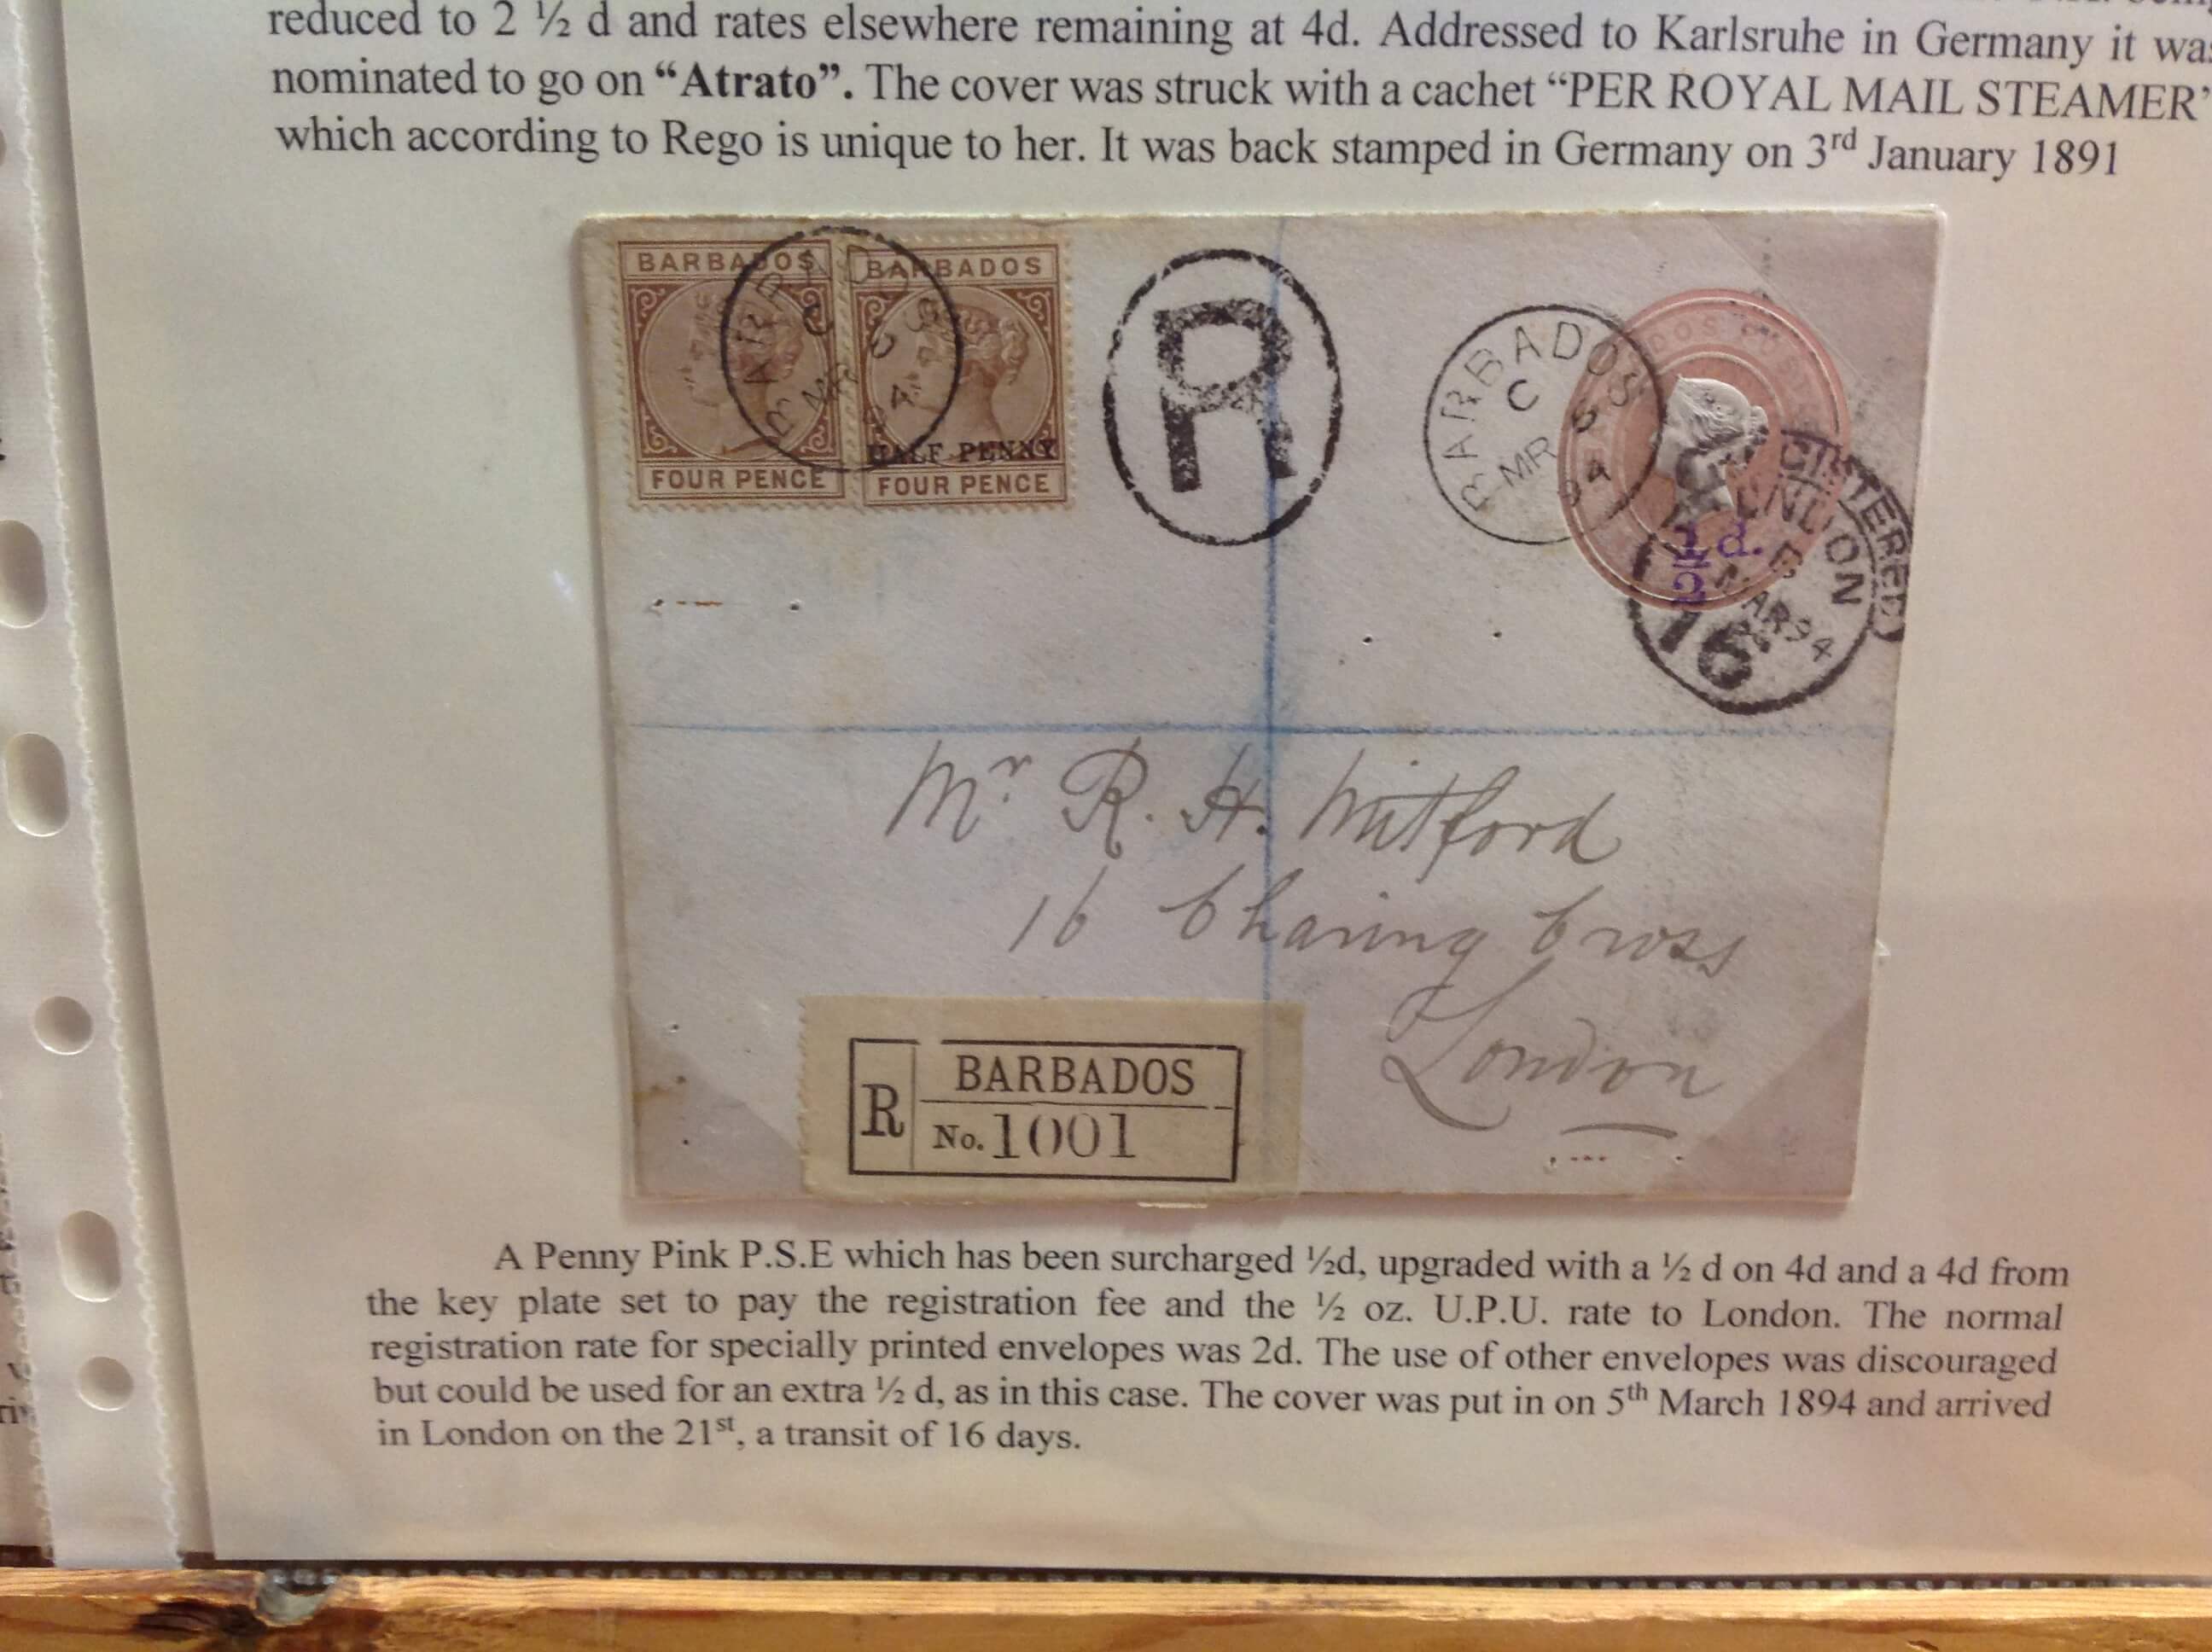 reduced to 2 ½ d and rates elsewhere remaining at 4d. Addressed to Karlsruhe in Germany it was
nominated to go on “Atrato”. The cover was struck with a cachet “PER ROYAL MAIL STEAMER”
which according to Rego is unique to her. It was back stamped in Germany on 3rd January 1891
BARBADOS
FOUR PENCE
BARBADOS
HALF PENNY
FOUR PENCE
BARBADOS
C
MR 5
94
R
BARBADOS
C
MR 5
94
½d.
REGISTERED
LONDON
MAR 94
16
Mr R. H. Mitford
16 Charing Cross
London
R
BARBADOS
No. 1001
A Penny Pink P.S.E which has been surcharged ½d, upgraded with a ½ d on 4d and a 4d from
the key plate set to pay the registration fee and the ½ oz. U.P.U. rate to London. The normal
registration rate for specially printed envelopes was 2d. The use of other envelopes was discouraged
but could be used for an extra ½ d, as in this case. The cover was put in on 5th March 1894 and arrived
in London on the 21st, a transit of 16 days.